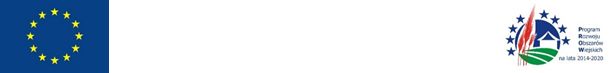 Program
Rozwoju
Obszarów
Wiejskich
na lata 2014-2020